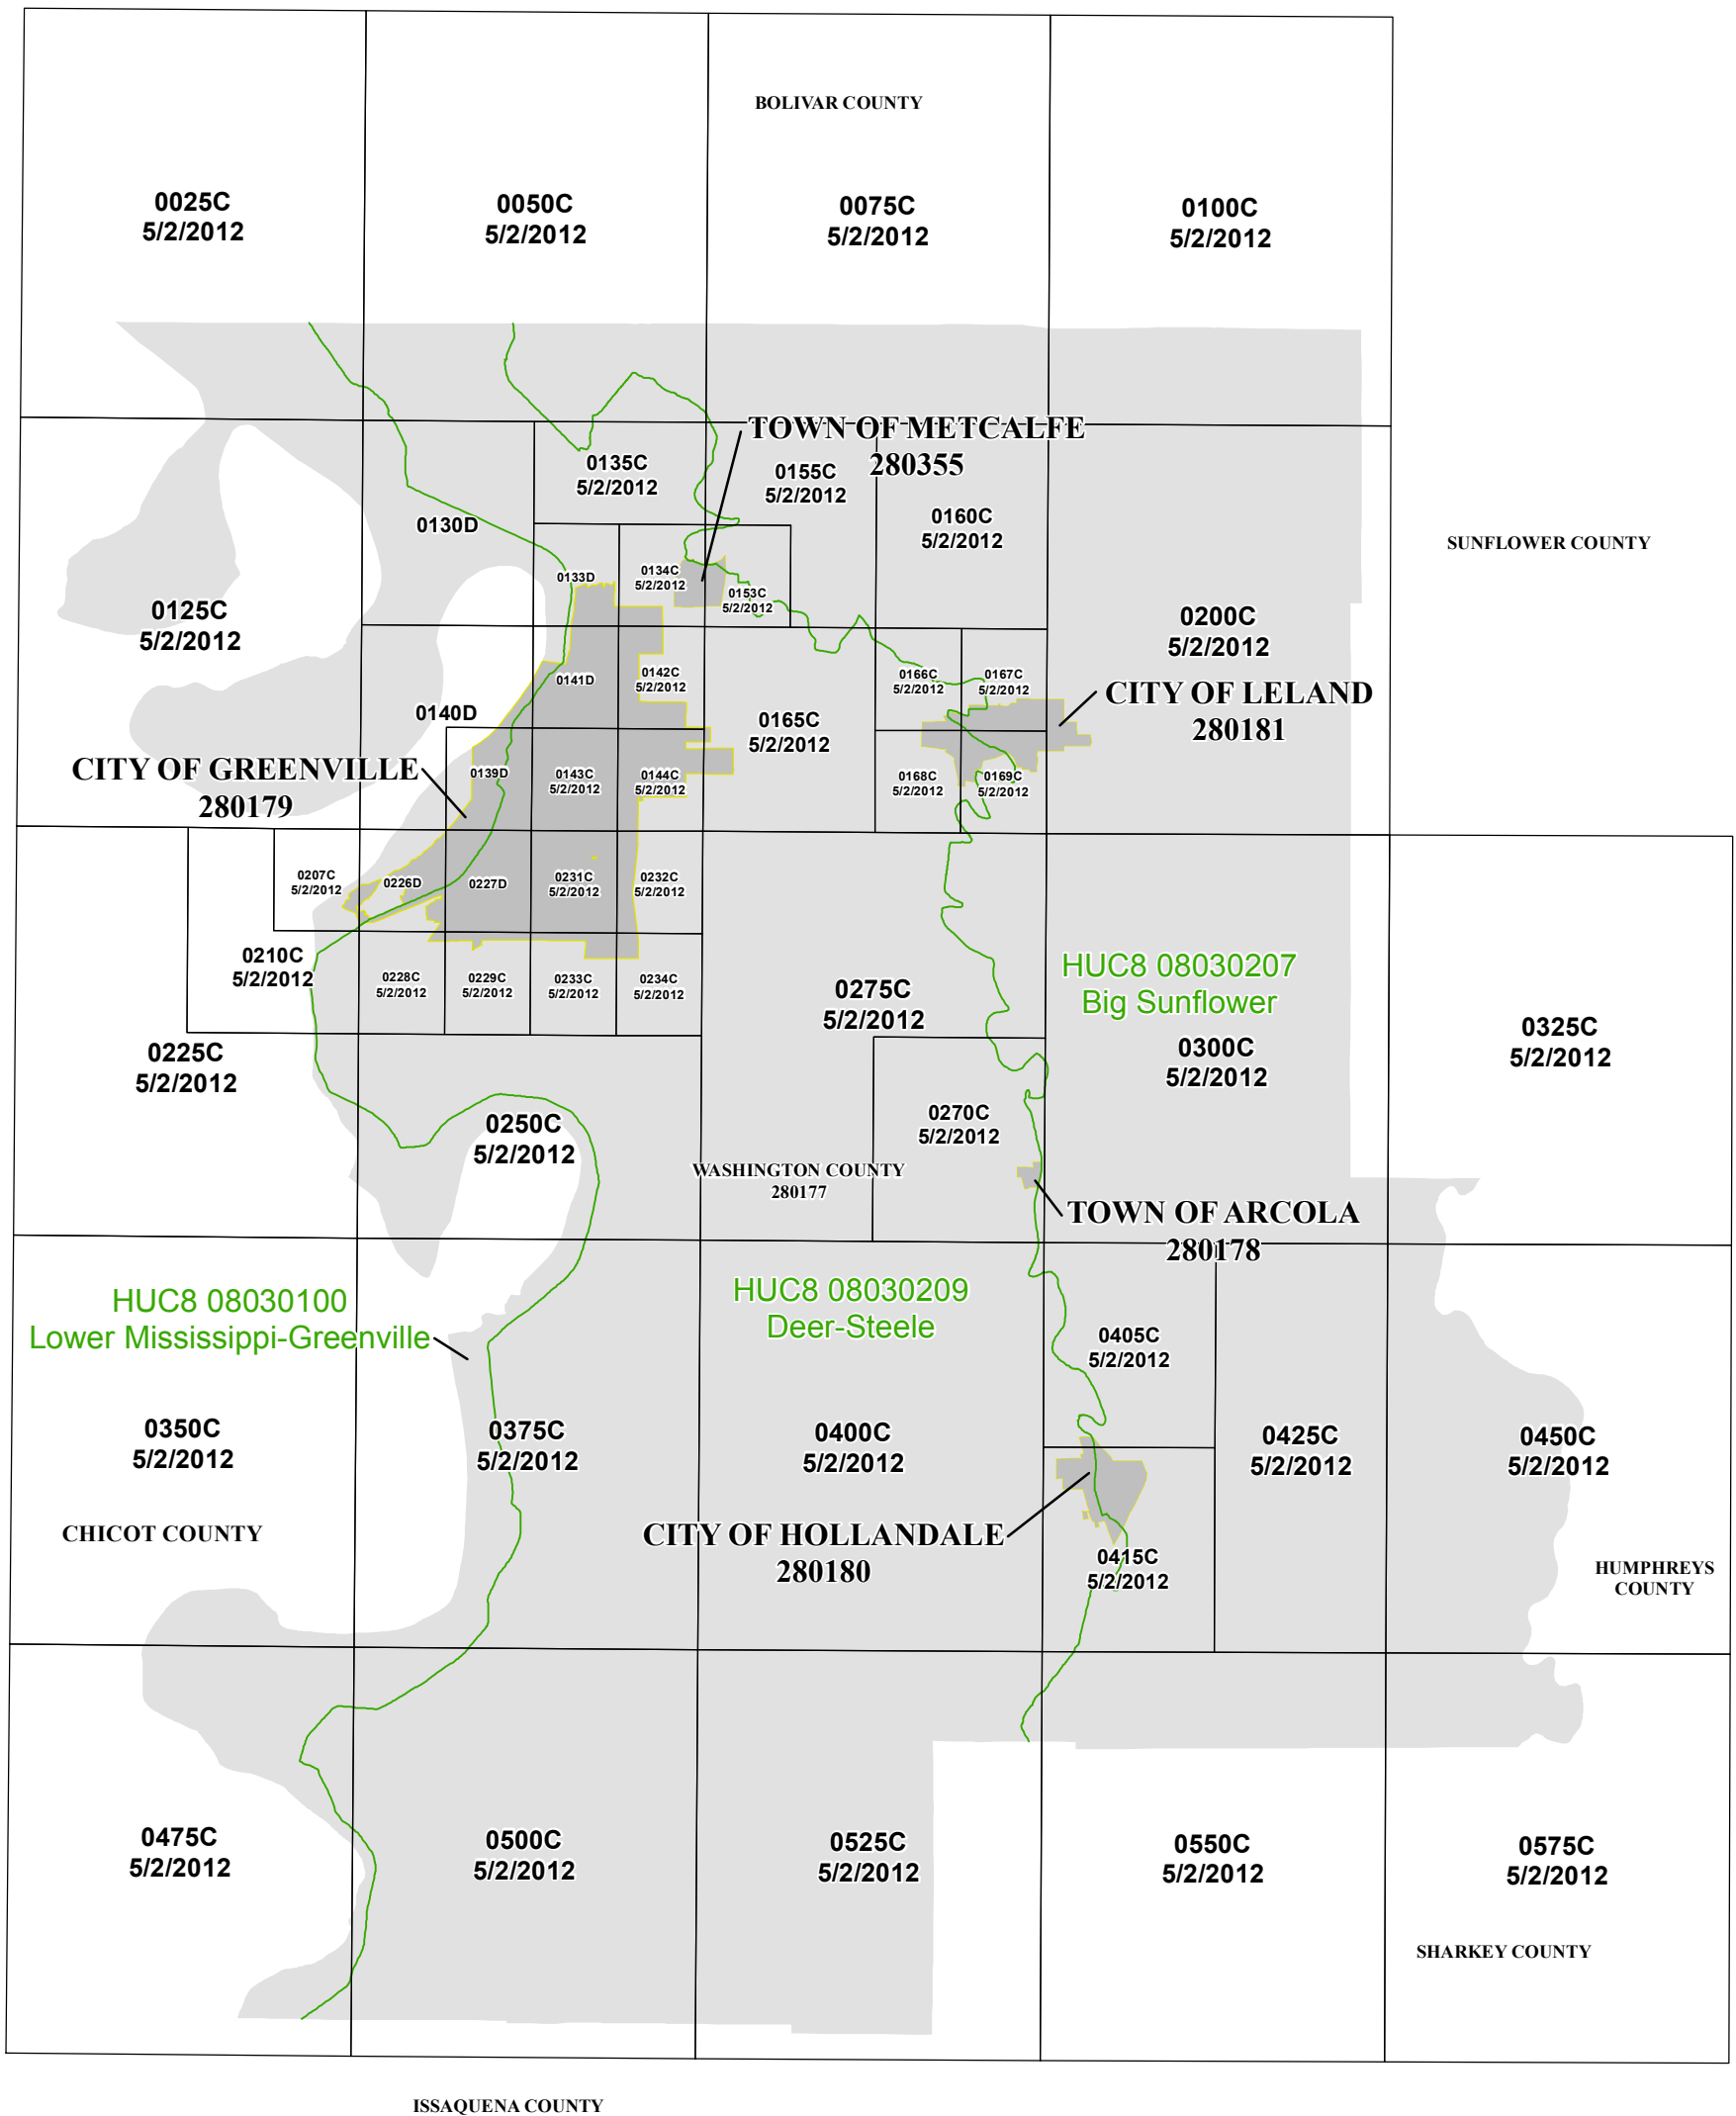 BOLIVAR COUNTY
0025C
5/2/2012
0050C
5/2/2012
0075C
5/2/2012
0100C
5/2/2012
TOWN OF METCALFE
280355
0135C
5/2/2012
0155C
5/2/2012
0130D
0160C
5/2/2012
SUNFLOWER COUNTY
0133D
0134C
5/2/2012
0153C
5/2/2012
0125C
5/2/2012
0200C
5/2/2012
0141D
0142C
5/2/2012
0166C
5/2/2012
0167C
5/2/2012
CITY OF LELAND
280181
0140D
0165C
5/2/2012
CITY OF GREENVILLE
280179
0139D
0143C
5/2/2012
0144C
5/2/2012
0168C
5/2/2012
0169C
5/2/2012
0207C
5/2/2012
0226D
0227D
0231C
5/2/2012
0232C
5/2/2012
0210C
5/2/2012
0228C
5/2/2012
0229C
5/2/2012
0233C
5/2/2012
0234C
5/2/2012
0275C
5/2/2012
HUC8 08030207
Big Sunflower
0300C
5/2/2012
0325C
5/2/2012
0225C
5/2/2012
0250C
5/2/2012
0270C
5/2/2012
WASHINGTON COUNTY
280177
TOWN OF ARCOLA
280178
HUC8 08030100
Lower Mississippi-Greenville
HUC8 08030209
Deer-Steele
0405C
5/2/2012
0350C
5/2/2012
0375C
5/2/2012
0400C
5/2/2012
0425C
5/2/2012
0450C
5/2/2012
CHICOT COUNTY
CITY OF HOLLANDALE
280180
0415C
5/2/2012
HUMPHREYS
COUNTY
0475C
5/2/2012
0500C
5/2/2012
0525C
5/2/2012
0550C
5/2/2012
0575C
5/2/2012
SHARKEY COUNTY
ISSAQUENA COUNTY